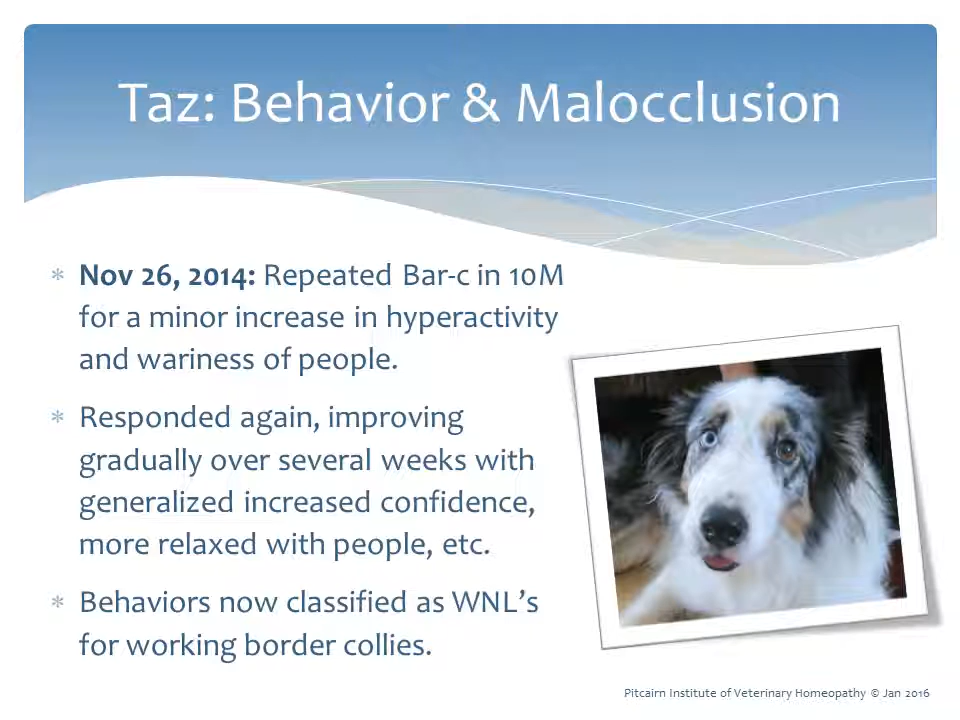 Taz: Behavior & Malocclusion
* Nov 26, 2014: Repeated Bar-c in 10M
for a minor increase in hyperactivity
and wariness of people.
* Responded again, improving
gradually over several weeks with
generalized increased confidence,
more relaxed with people, etc.
* Behaviors now classified as WNL’s
for working border collies.
Pitcairn Institute of Veterinary Homeopathy © Jan 2016